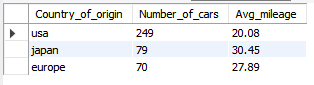 Country_of_origin Number_of_cars Avg_mileage
usa 249 20.08
japan 79 30.45
europe 70 27.89